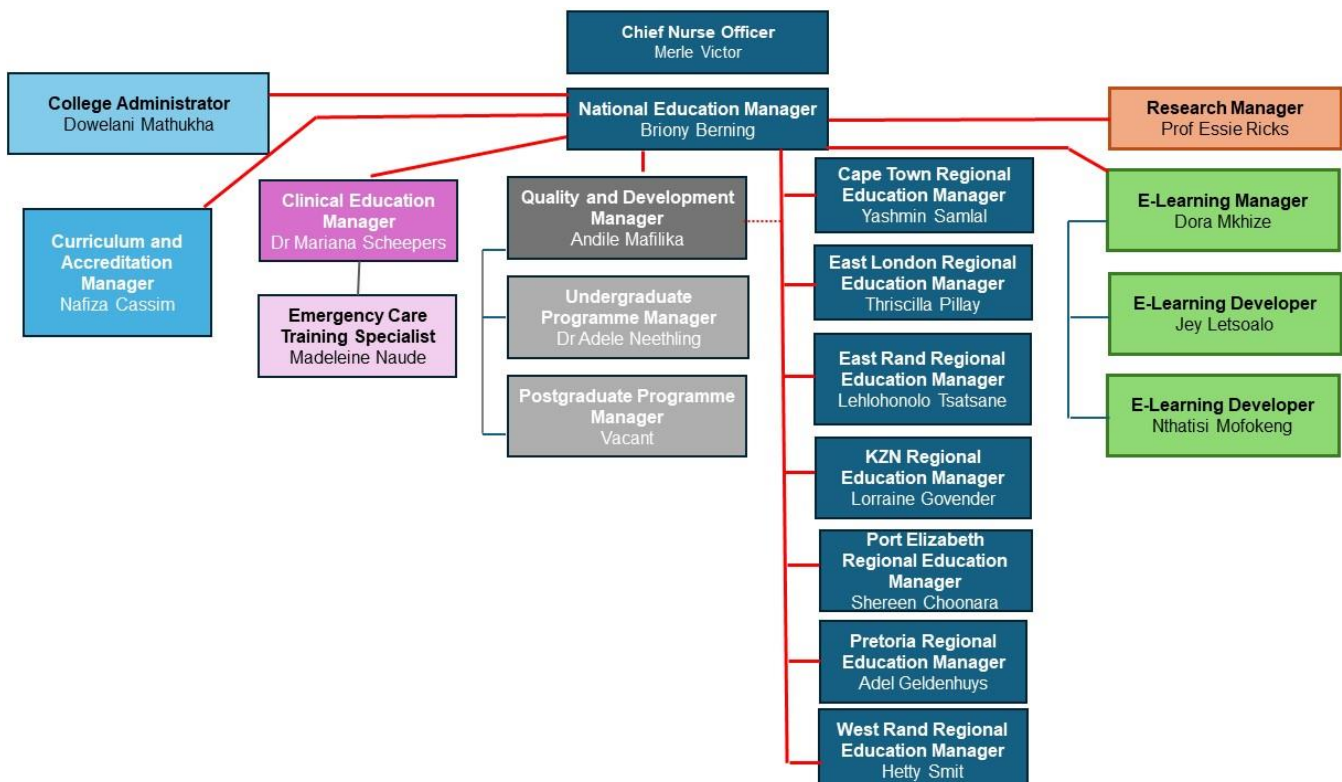 Chief Nurse Officer
Merle Victor
College Administrator
Dowelani Mathukha
National Education Manager
Briony Berning
Research Manager
Prof Essie Ricks
Curriculum and
Accreditation
Manager
Nafiza Cassim
Clinical Education
Manager
Dr Mariana Scheepers
Emergency Care
Training Specialist
Madeleine Naude
Quality and Development
Manager
Andile Mafilika
Undergraduate
Programme Manager
Dr Adele Neethling
Postgraduate Programme
Manager
Vacant
Cape Town Regional
Education Manager
Yashmin Samlal
East London Regional
Education Manager
Thriscilla Pillay
East Rand Regional
Education Manager
Lehlohonolo Tsatsane
KZN Regional
Education Manager
Lorraine Govender
Port Elizabeth
Regional Education
Manager
Shereen Choonara
Pretoria Regional
Education Manager
Adel Geldenhuys
West Rand Regional
Education Manager
Hetty Smit
E-Learning Manager
Dora Mkhize
E-Learning Developer
Jey Letsoalo
E-Learning Developer
Nthatisi Mofokeng